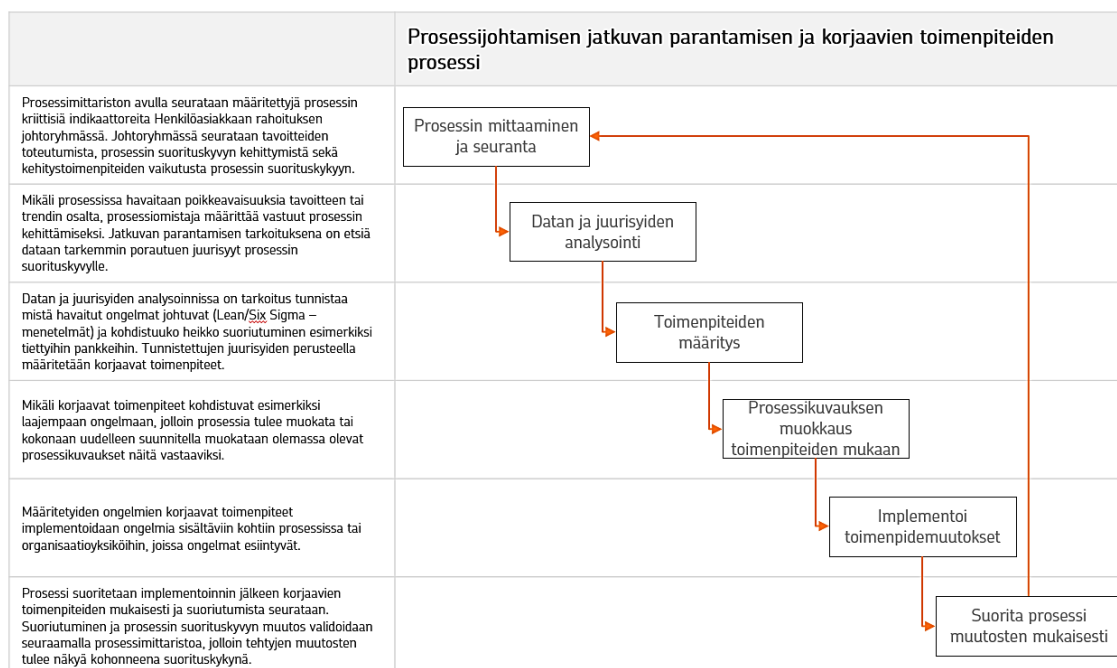 Prosessijohtamisen jatkuvan parantamisen ja korjaavien toimenpiteiden
prosessi
Prosessimittariston avulla seurataan määritettyjä prosessin
kriittisiä indikaattoreita Henkilöasiakkaan rahoituksen
johtoryhmässä. Johtoryhmässä seurataan tavoitteiden
toteutumista, prosessin suorituskyvyn kehittymistä sekä
kehitystoimenpiteiden vaikutusta prosessin suorituskykyyn.
Prosessin mittaaminen
ja seuranta
Mikäli prosessissa havaitaan poikkeavaisuuksia tavoitteen tai
trendin osalta, prosessiomistaja määrittää vastuut prosessin
kehittämiseksi. Jatkuvan parantamisen tarkoituksena on etsiä
dataan tarkemmin porautuen juurisyyt prosessin
suorituskyvylle.
Datan ja juurisyiden
analysointi
Datan ja juurisyiden analysoinnissa on tarkoitus tunnistaa
mistä havaitut ongelmat johtuvat (Lean/Six Sigma –
menetelmät) ja kohdistuuko heikko suoriutuminen esimerkiksi
tiettyihin pankkeihin. Tunnistettujen juurisyiden perusteella
määritetään korjaavat toimenpiteet.
Toimenpiteiden
määritys
Mikäli korjaavat toimenpiteet kohdistuvat esimerkiksi
laajempaan ongelmaan, jolloin prosessia tulee muokata tai
kokonaan uudelleen suunnitella muokataan olemassa olevat
prosessikuvaukset näitä vastaaviksi.
Prosessikuvauksen
muokkaus
toimenpiteiden mukaan
Määritetyiden ongelmien korjaavat toimenpiteet
implementoidaan ongelmia sisältäviin kohtiin prosessissa tai
organisaatioyksiköihin, joissa ongelmat esiintyvät.
Implementoi
toimenpidemuutokset
Prosessi suoritetaan implementoinnin jälkeen korjaavien
toimenpiteiden mukaisesti ja suoriutumista seurataan.
Suoriutuminen ja prosessin suorituskyvyn muutos validoidaan
seuraamalla prosessimittaristoa, jolloin tehtyjen muutosten
tulee näkyä kohonneena suorituskykynä.
Suorita prosessi
muutosten mukaisesti